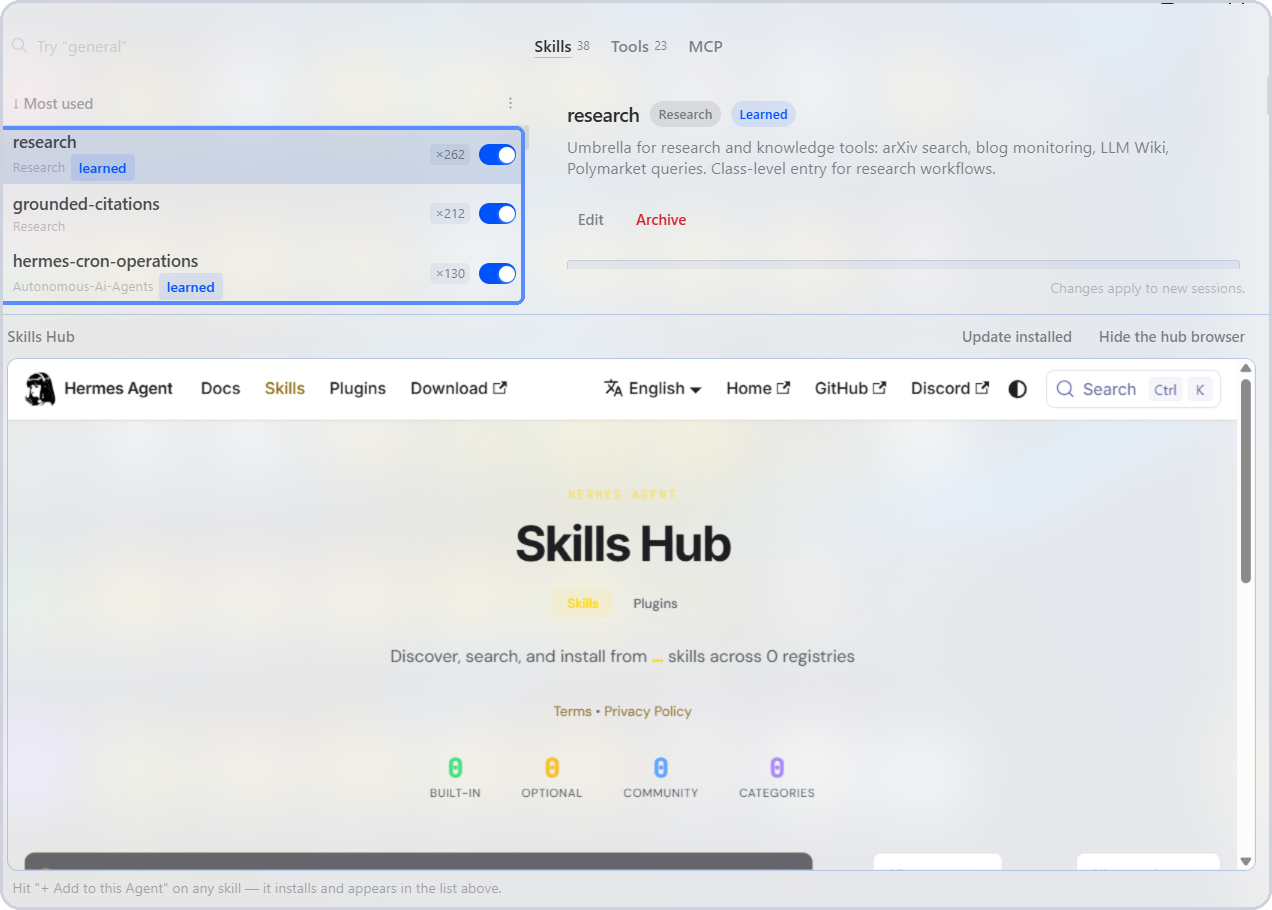 Try "general"
Skills 38 Tools 23 MCP
↓ Most used
research
Research learned
×262
grounded-citations
Research
×212
hermes-cron-operations
Autonomous-Ai-Agents learned
×130
research Research Learned
Umbrella for research and knowledge tools: arXiv search, blog monitoring, LLM Wiki,
Polymarket queries. Class-level entry for research workflows.
Edit Archive
Changes apply to new sessions.
Skills Hub Update installed Hide the hub browser
Hermes Agent Docs Skills Plugins Download English Home GitHub Discord Search Ctrl K
HERMES AGENT
Skills Hub
Skills Plugins
Discover, search, and install from … skills across 0 registries
Terms • Privacy Policy
0 0 0 0
BUILT-IN OPTIONAL COMMUNITY CATEGORIES
Hit "+ Add to this Agent" on any skill — it installs and appears in the list above.